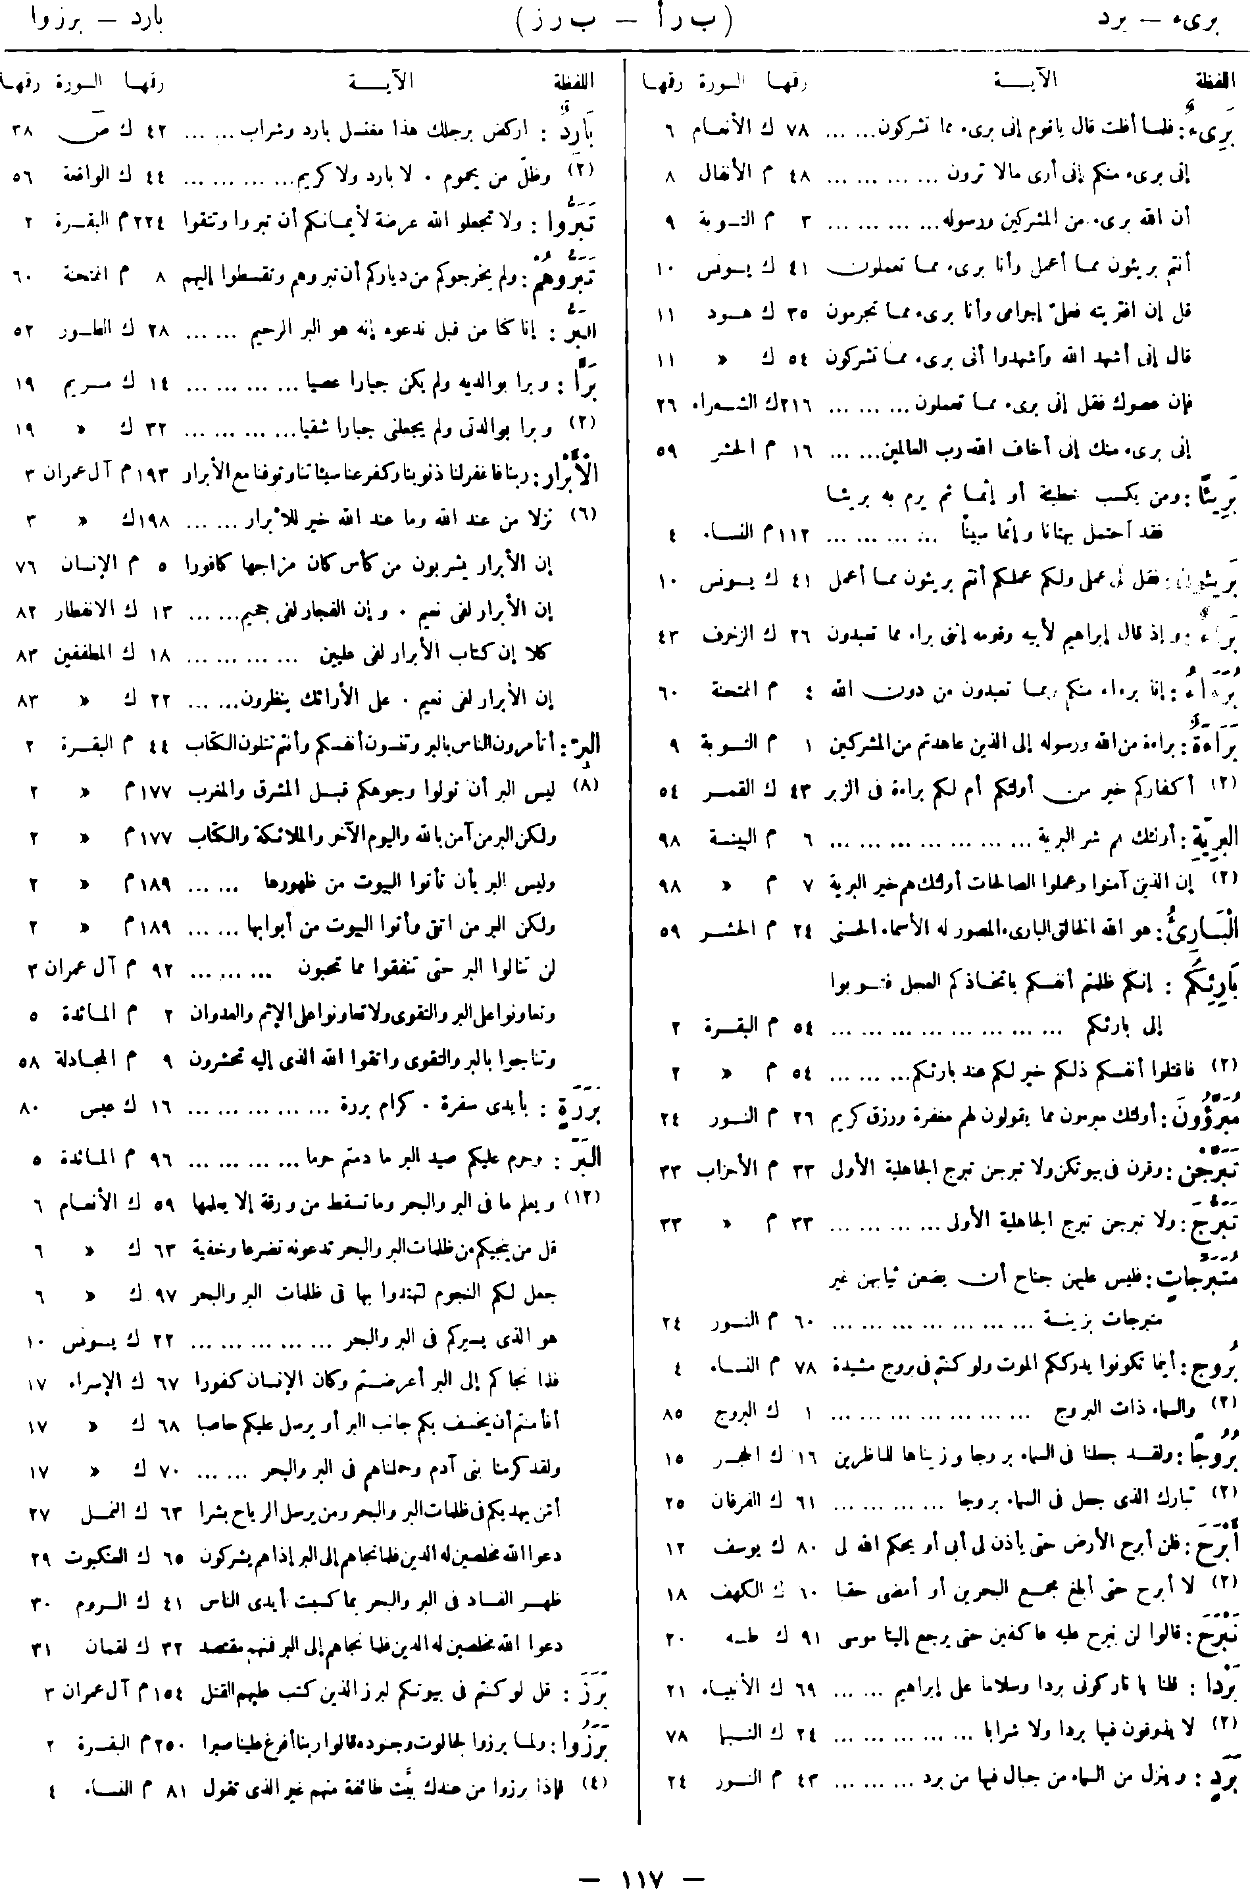 برىء — برد
(ب ر أ — ب ر ز)
بارد — برزوا
اللفظة الآيـــة رقمها السورة رقمها
بَرِىءٌ : فلما أفلت قال ياقوم إنى برىء مما تشركون... ... ٧٨ ك الأنعام ٦
إنى برىء منكم إنى أرى مالا ترون ... ... ... ... ٤٨ م الأنفال ٨
أن الله برىء من المشركين ورسوله... ... ... ... ٣ م التوبة ٩
أنتم بريئون مما أعمل وأنا برىء مما تعملون ٤١ ك يونس ١٠
قل إن افتريته فعلىّ إجرامى وأنا برىء مما تجرمون ٣٥ ك هود ١١
قال إنى أشهد الله واشهدوا أنى برىء مما تشركون ٥٤ ك » ١١
فإن عصوك فقل إنى برىء مما تعملون ... ... ... ٢١٦ك الشعراء ٢٦
إنى برىء منك إنى أخاف الله رب العالمين... ... ١٦ م الحشر ٥٩
بَرِيئًا : ومن يكسب خطيئة أو إثما ثم يرم به بريئا
فقد احتمل بهتانا وإثما مبيناً ... ... ... ... ١١٢م النساء ٤
بَرِيئون : فقل لى عملى ولكم عملكم أنتم بريئون مما أعمل ٤١ ك يونس ١٠
بَرَاءٌ : وإذ قال إبراهيم لأبيه وقومه إننى براء مما تعبدون ٢٦ ك الزخرف ٤٣
بُرَءَاءُ : إنا برءاء منكم ومما تعبدون من دون الله ٤ م الممتحنة ٦٠
بَرَاءَةٌ : براءة من الله ورسوله إلى الذين عاهدتم من المشركين ١ م التوبة ٩
(٢) أكفاركم خير من أولئكم أم لكم براءة فى الزبر ٤٣ ك القمر ٥٤
البرِيَّةِ : أولئك هم شر البرية ... ... ... ... ... ... ... ٦ م البينة ٩٨
(٢) إن الذين آمنوا وعملوا الصالحات أولئك هم خير البرية ٧ م » ٩٨
الْبَارِئُ : هو الله الخالق البارىء المصور له الأسماء الحسنى ٢٤ م الحشر ٥٩
بَارِئِكُم : إنكم ظلمتم أنفسكم باتخاذكم العجل فتوبوا
إلى بارئكم ... ... ... ... ... ... ... ... ٥٤ م البقرة ٢
(٢) فاقتلوا أنفسكم ذلكم خير لكم عند بارئكم... ... ... ٥٤ م » ٢
مُبَرَّؤُونَ : أولئك مبرءون مما يقولون لهم مغفرة ورزق كريم ٢٦ م النور ٢٤
تَبَرَّجْنَ : وقرن فى بيوتكن ولا تبرجن تبرج الجاهلية الأولى ٣٣ م الأحزاب ٣٣
تَبَرُّجَ : ولا تبرجن تبرج الجاهلية الأولى ... ... ... ... ٣٣ م » ٣٣
مُتَبَرِّجَاتٍ : فليس عليهن جناح أن يضعن ثيابهن غير
متبرجات بزينة ... ... ... ... ... ... ... ٦٠ م النور ٢٤
بُروج : أينما تكونوا يدرككم الموت ولو كنتم فى بروج مشيدة ٧٨ م النساء ٤
(٢) والسماء ذات البروج ... ... ... ... ... ... ... ١ ك البروج ٨٥
بُرُوجًا : ولقد جعلنا فى السماء بروجا وزيناها للناظرين ١٦ ك الحجر ١٥
(٢) تبارك الذى جعل فى السماء بروجا ... ... ... ... ٦١ ك الفرقان ٢٥
أَبْرَحَ : فلن أبرح الأرض حتى يأذن لى أبى أو يحكم الله لى ٨٠ ك يوسف ١٢
(٢) لا أبرح حتى أبلغ مجمع البحرين أو أمضى حقبا ٦٠ ك الكهف ١٨
نَبْرَحَ : قالوا لن نبرح عليه عاكفين حتى يرجع إلينا موسى ٩١ ك طه ٢٠
بَرْدًا : قلنا يا نار كونى بردا وسلاما على إبراهيم ... ... ٦٩ ك الأنبياء ٢١
(٢) لا يذوقون فيها بردا ولا شرابا ... ... ... ... ... ٢٤ ك النبإ ٧٨
بَرَدٍ : وينزل من السماء من جبال فيها من برد ... ... ... ٤٣ م النور ٢٤
اللفظة الآيـــة رقمها السورة رقمها
بَارِدٌ : اركض برجلك هذا مغتسل بارد وشراب ... ... ٤٢ ك صٓ ٣٨
(٢) وظلّ من يحموم . لا بارد ولا كريم... ... ... ... ٤٤ ك الواقعة ٥٦
تَبَرُّوا : ولا تجعلوا الله عرضة لأيمانكم أن تبروا وتتقوا ٢٢٤م البقرة ٢
تَبَرُّوهُمْ : ولم يخرجوكم من دياركم أن تبروهم وتقسطوا إليهم ٨ م الممتحنة ٦٠
البَرُّ : إنا كنا من قبل ندعوه إنه هو البر الرحيم ... ... ٢٨ ك الطور ٥٢
بَرًّا : وبرا بوالديه ولم يكن جبارا عصيا ... ... ... ... ١٤ ك مريم ١٩
(٢) وبرا بوالدتى ولم يجعلنى جبارا شقيا... ... ... ... ٣٢ ك » ١٩
الْأَبْرَار : ربنا فاغفر لنا ذنوبنا وكفر عنا سيئاتنا وتوفنا مع الأبرار ١٩٣م آل عمران ٣
(٦) نزلا من عند الله وما عند الله خير للأبرار ... ... ١٩٨ك » ٣
إن الأبرار يشربون من كأس كان مزاجها كافورا ٥ م الإنسان ٧٦
إن الأبرار لفى نعيم . وإن الفجار لفى جحيم... ... ١٣ ك الانفطار ٨٢
كلا إن كتاب الأبرار لفى عليين ... ... ... ... ١٨ ك المطففين ٨٣
إن الأبرار لفى نعيم . على الأرائك ينظرون... ... ٢٢ ك » ٨٣
البِرّ : أتأمرون الناس بالبر وتنسون أنفسكم وأنتم تتلون الكتاب ٤٤ م البقرة ٢
(٨) ليس البر أن تولوا وجوهكم قبل المشرق والمغرب ١٧٧م » ٢
ولكن البر من آمن بالله واليوم الآخر والملائكة والكتاب ١٧٧م » ٢
وليس البر بأن تأتوا البيوت من ظهورها ... ... ١٨٩م » ٢
ولكن البر من اتقى وأتوا البيوت من أبوابها ... ... ١٨٩م » ٢
لن تنالوا البر حتى تنفقوا مما تحبون ... ... ... ٩٢ م آل عمران ٣
وتعاونوا على البر والتقوى ولا تعاونوا على الإثم والعدوان ٢ م المائدة ٥
وتناجوا بالبر والتقوى واتقوا الله الذى إليه تحشرون ٩ م المجادلة ٥٨
بَرَرَةٍ : بأيدى سفرة . كرام بررة ... ... ... ... ... ١٦ ك عبس ٨٠
البَرِّ : وحرم عليكم صيد البر ما دمتم حرما ... ... ... ... ٩٦ م المائدة ٥
(١٢) ويعلم ما فى البر والبحر وما تسقط من ورقة إلا يعلمها ٥٩ ك الأنعام ٦
قل من ينجيكم من ظلمات البر والبحر تدعونه تضرعا وخفية ٦٣ ك » ٦
جعل لكم النجوم لتهتدوا بها فى ظلمات البر والبحر ٩٧ ك » ٦
هو الذى يسيركم فى البر والبحر ... ... ... ... ... ٢٢ ك يونس ١٠
فلما نجاكم إلى البر أعرضتم وكان الإنسان كفورا ٦٧ ك الإسراء ١٧
أفأمنتم أن يخسف بكم جانب البر أو يرسل عليكم حاصبا ٦٨ ك » ١٧
ولقد كرمنا بنى آدم وحملناهم فى البر والبحر ... ... ٧٠ ك » ١٧
أمّن يهديكم فى ظلمات البر والبحر ومن يرسل الرياح بشرا ٦٣ ك النمل ٢٧
دعوا الله مخلصين له الدين فلما نجاهم إلى البر إذا هم يشركون ٦٥ ك العنكبوت ٢٩
ظهر الفساد فى البر والبحر بما كسبت أيدى الناس ٤١ ك الروم ٣٠
دعوا الله مخلصين له الدين فلما نجاهم إلى البر فمنهم مقتصد ٣٢ ك لقمان ٣١
بَرَزَ : قل لو كنتم فى بيوتكم لبرز الذين كتب عليهم القتل ١٥٤م آل عمران ٣
بَرَزُوا : ولما برزوا لجالوت وجنوده قالوا ربنا أفرغ علينا صبرا ٢٥٠م البقرة ٢
(٤) فإذا برزوا من عندك بيَّت طائفة منهم غير الذى تقول ٨١ م النساء ٤
— ١١٧ —